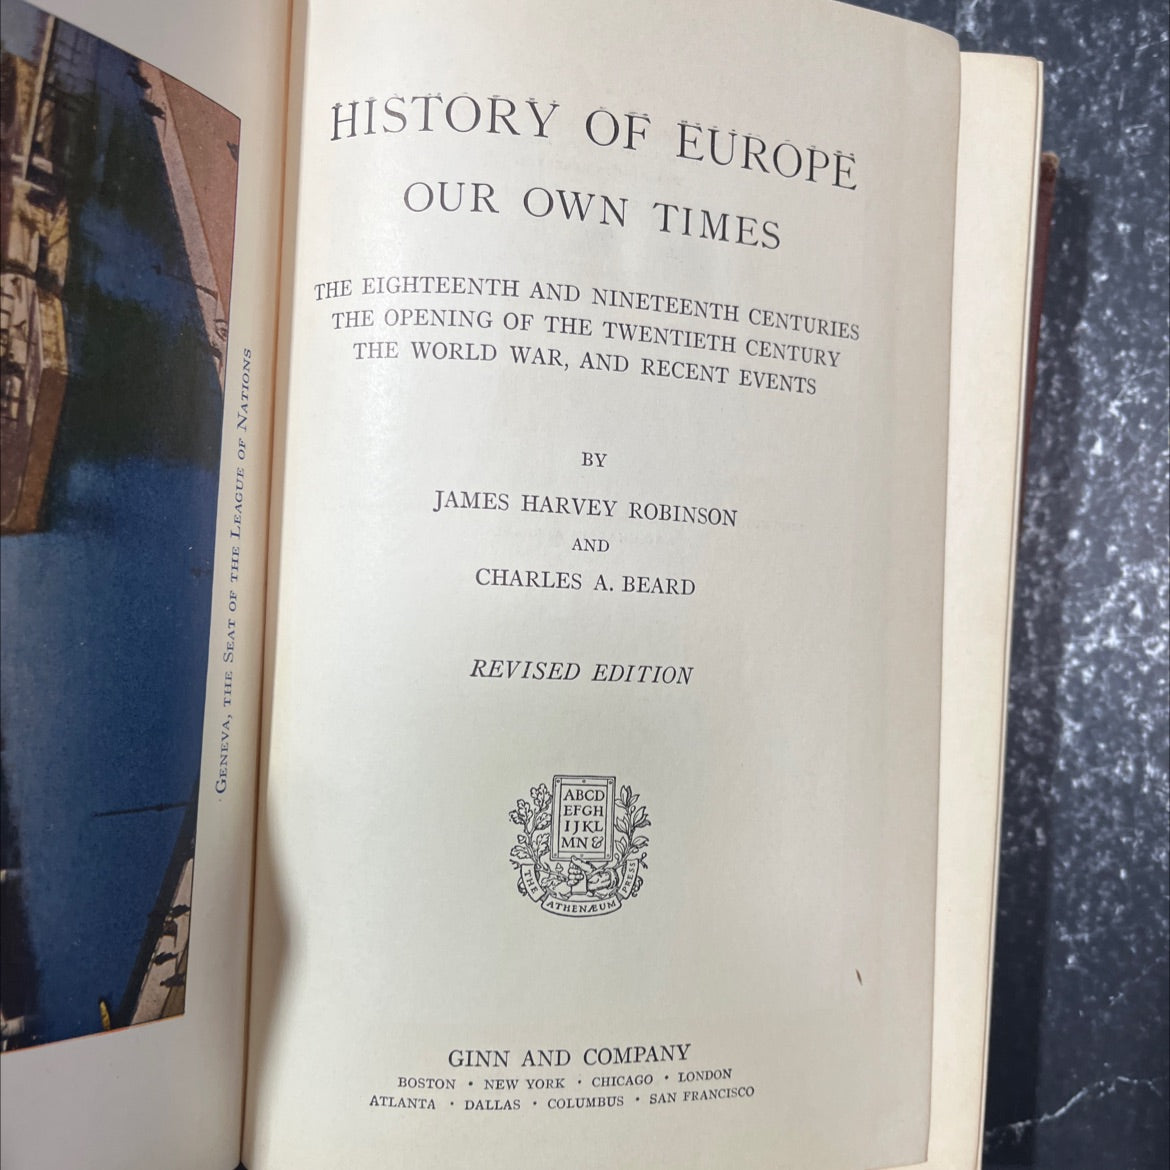 GENEVA, THE SEAT OF THE LEAGUE OF NATIONS
HISTORY OF EUROPE
OUR OWN TIMES
THE EIGHTEENTH AND NINETEENTH CENTURIES
THE OPENING OF THE TWENTIETH CENTURY
THE WORLD WAR, AND RECENT EVENTS
BY
JAMES HARVEY ROBINSON
AND
CHARLES A. BEARD
REVISED EDITION
ABCD
EFGH
IJKL
MN&
THE ATHENÆUM PRESS
GINN AND COMPANY
BOSTON · NEW YORK · CHICAGO · LONDON
ATLANTA · DALLAS · COLUMBUS · SAN FRANCISCO